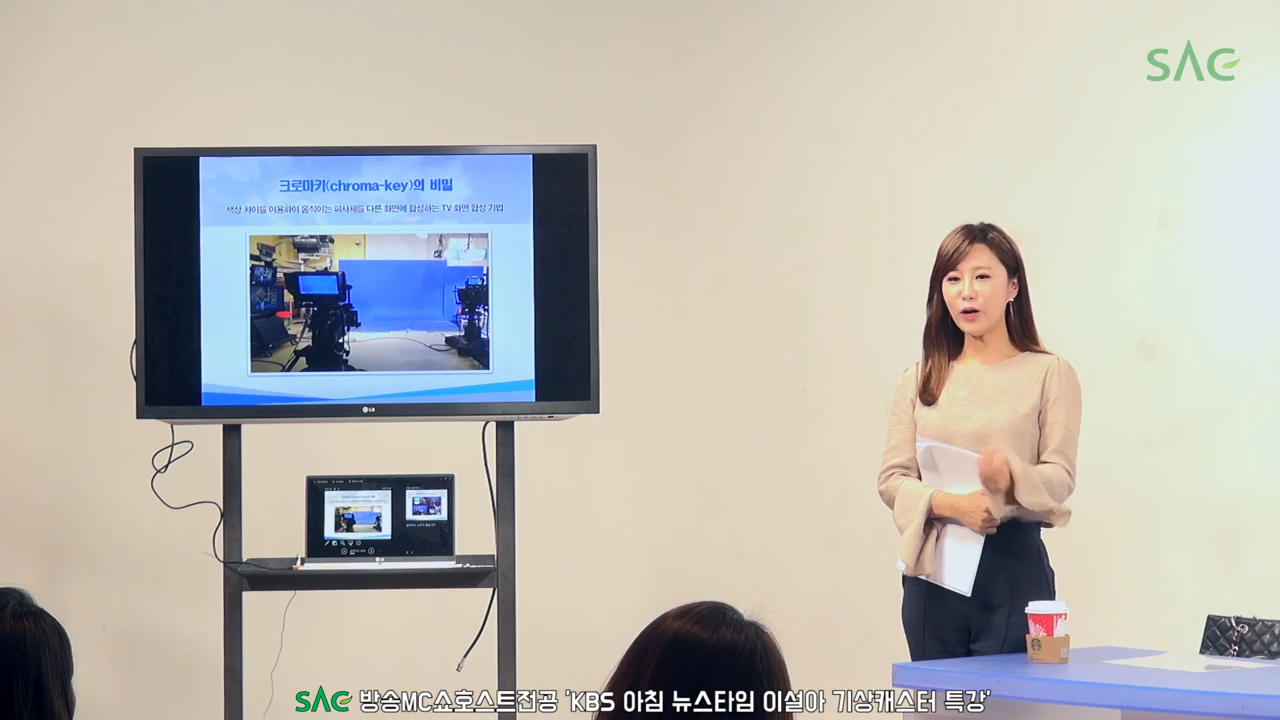 SAC
크로마키(chroma-key)의 비밀
색상 차이를 이용하여 움직이는 피사체를 다른 화면에 합성하는 TV 화면 합성 기법
LG
SAC 방송MC쇼호스트전공 'KBS 아침 뉴스타임 이설아 기상캐스터 특강'